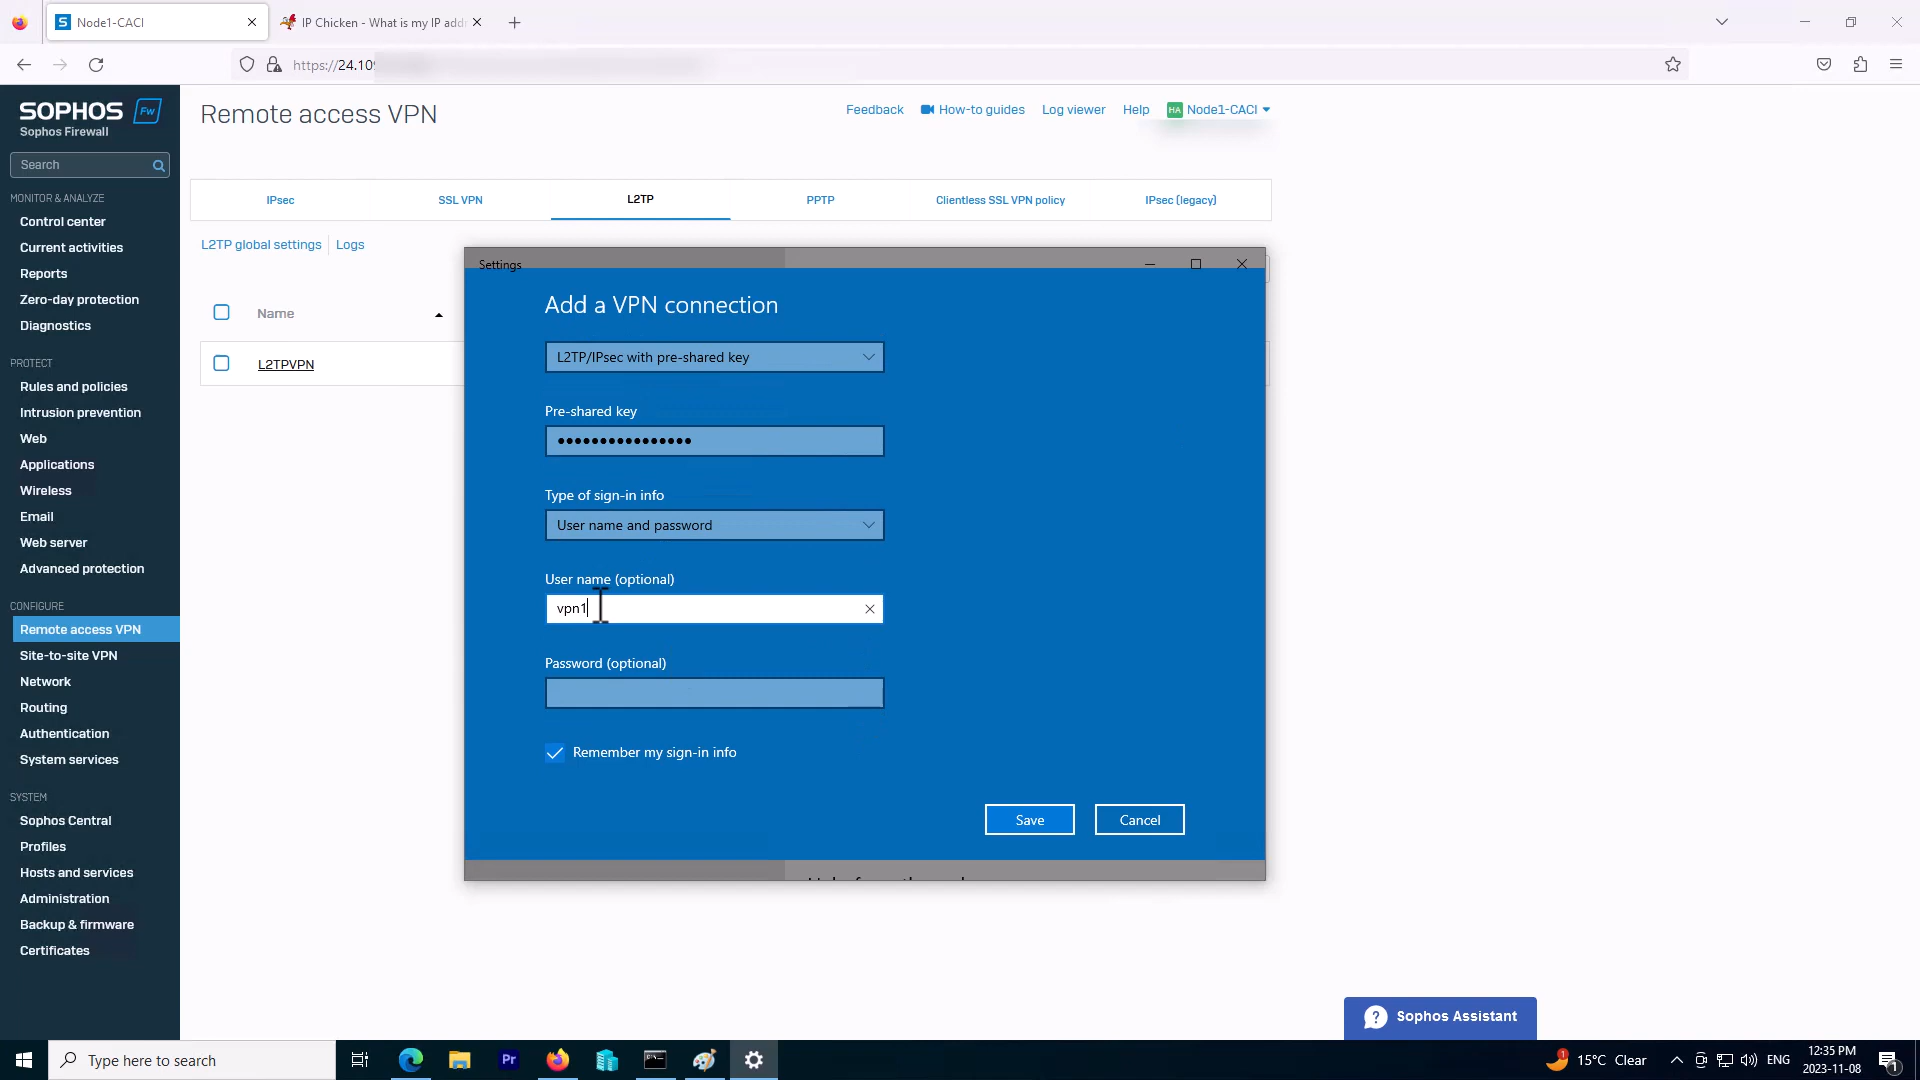 Node1-CACI
IP Chicken - What is my IP add
https://24.109
SOPHOS Fw
Sophos Firewall
Search
MONITOR & ANALYZE
Control center
Current activities
Reports
Zero-day protection
Diagnostics
PROTECT
Rules and policies
Intrusion prevention
Web
Applications
Wireless
Email
Web server
Advanced protection
CONFIGURE
Remote access VPN
Site-to-site VPN
Network
Routing
Authentication
System services
SYSTEM
Sophos Central
Profiles
Hosts and services
Administration
Backup & firmware
Certificates
Remote access VPN
Feedback
How-to guides
Log viewer
Help
HA Node1-CACI
IPsec
SSL VPN
L2TP
PPTP
Clientless SSL VPN policy
IPsec (legacy)
L2TP global settings
Logs
Name
L2TPVPN
Settings
Add a VPN connection
L2TP/IPsec with pre-shared key
Pre-shared key
••••••••••••••••
Type of sign-in info
User name and password
User name (optional)
vpn1
Password (optional)
Remember my sign-in info
Save
Cancel
? Sophos Assistant
Type here to search
Pr
1
15°C Clear
ENG
12:35 PM
2023-11-08
1